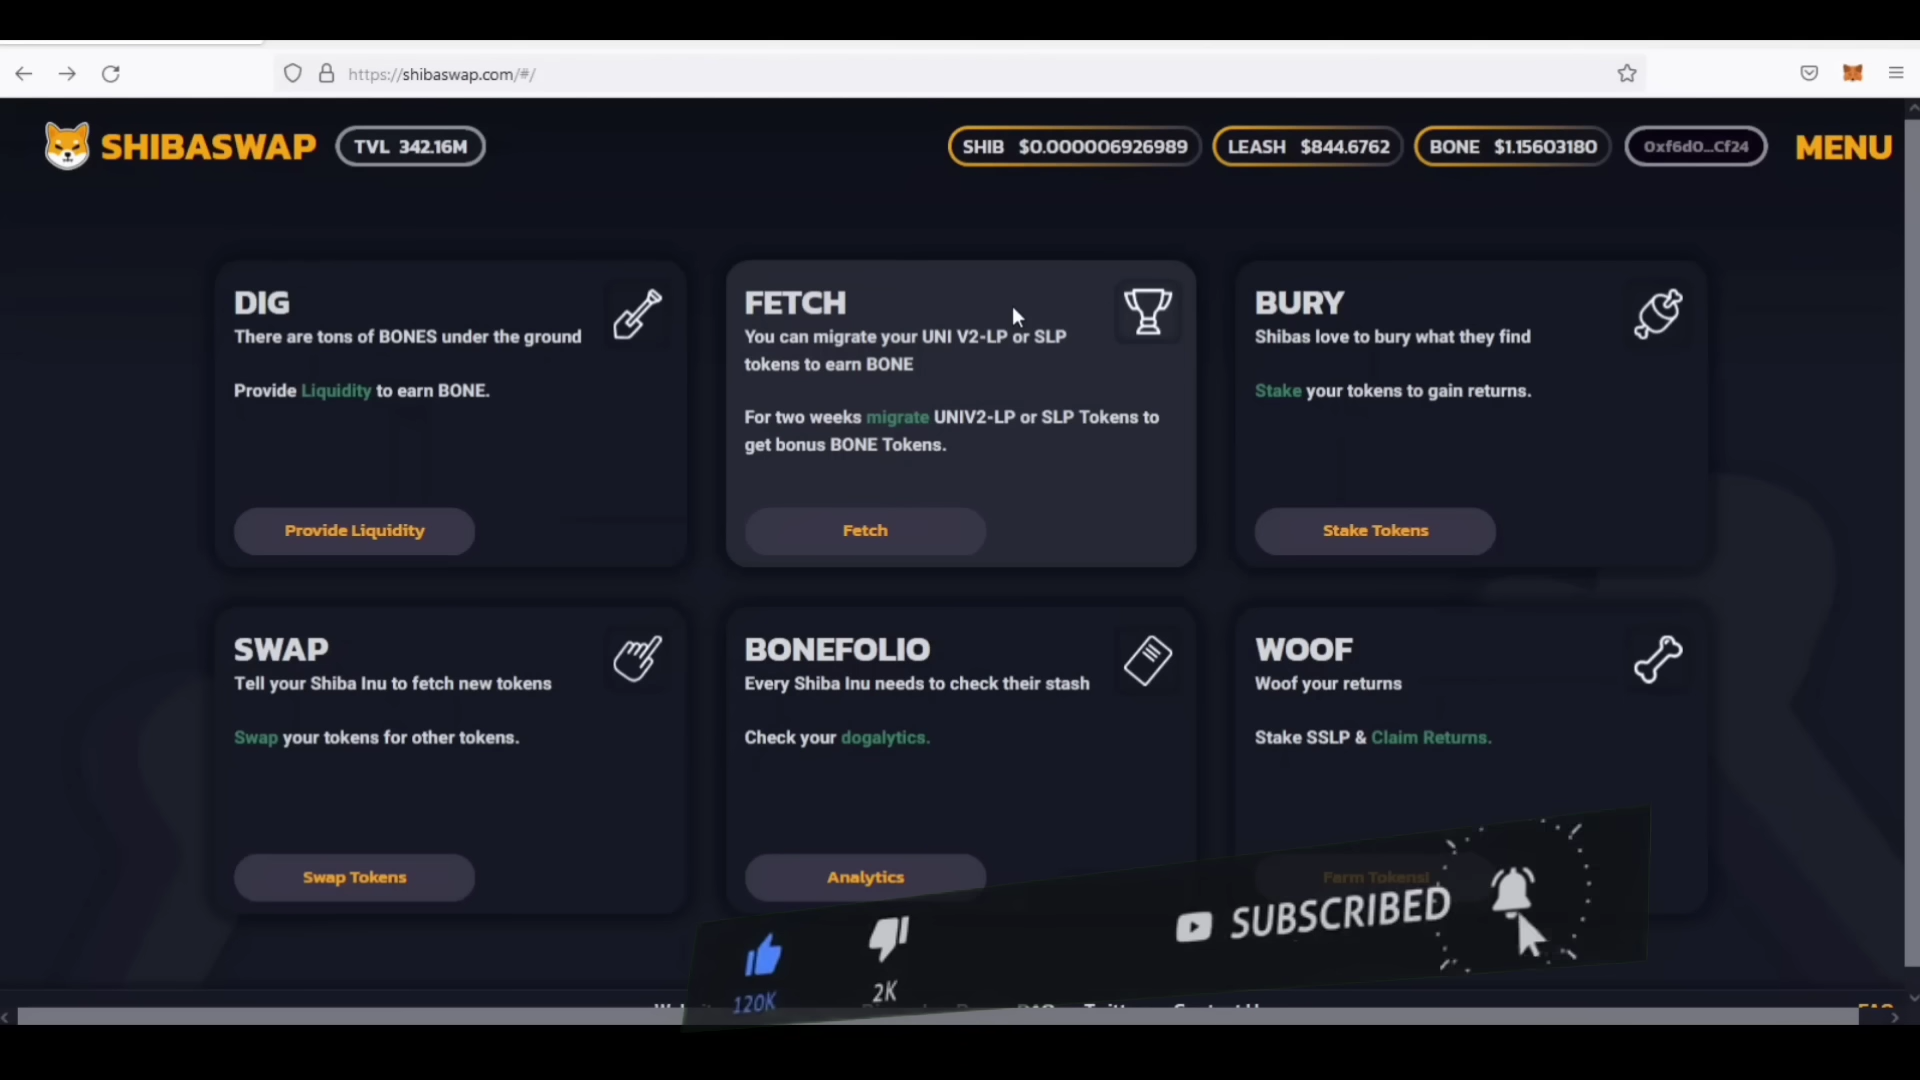 https://shibaswap.com/#/
SHIBASWAP
TVL 342.16M
SHIB $0.000006926989
LEASH $844.6762
BONE $1.15603180
0xf6d0...Cf24
MENU
DIG
There are tons of BONES under the ground
Provide Liquidity to earn BONE.
Provide Liquidity
FETCH
You can migrate your UNI V2-LP or SLP
tokens to earn BONE
For two weeks migrate UNIV2-LP or SLP Tokens to
get bonus BONE Tokens.
Fetch
BURY
Shibas love to bury what they find
Stake your tokens to gain returns.
Stake Tokens
SWAP
Tell your Shiba Inu to fetch new tokens
Swap your tokens for other tokens.
Swap Tokens
BONEFOLIO
Every Shiba Inu needs to check their stash
Check your dogalytics.
Analytics
WOOF
Woof your returns
Stake SSLP & Claim Returns.
Farm Tokens!
120K
2K
SUBSCRIBED